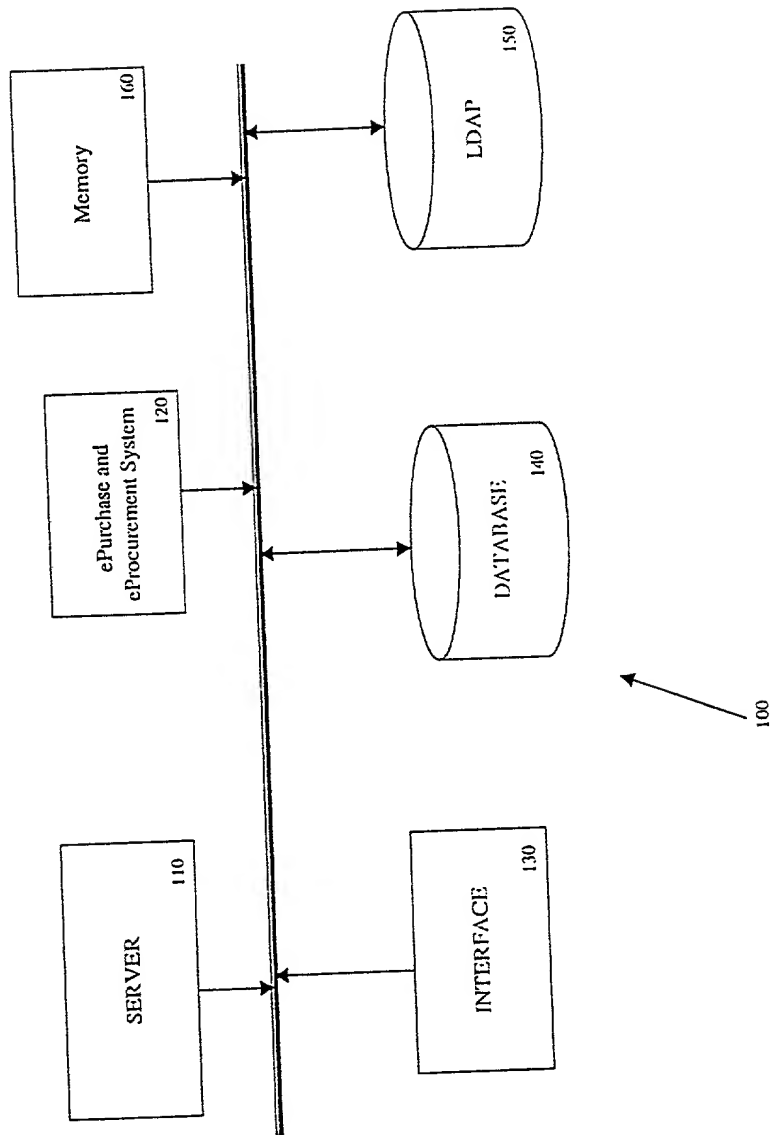 SERVER
110
ePurchase and
eProcurement System
120
Memory
160
INTERFACE
130
DATABASE
140
LDAP
150
100